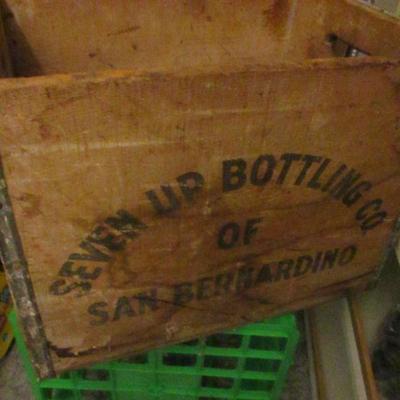 SEVEN UP BOTTLING CO.
OF
SAN BERNARDINO